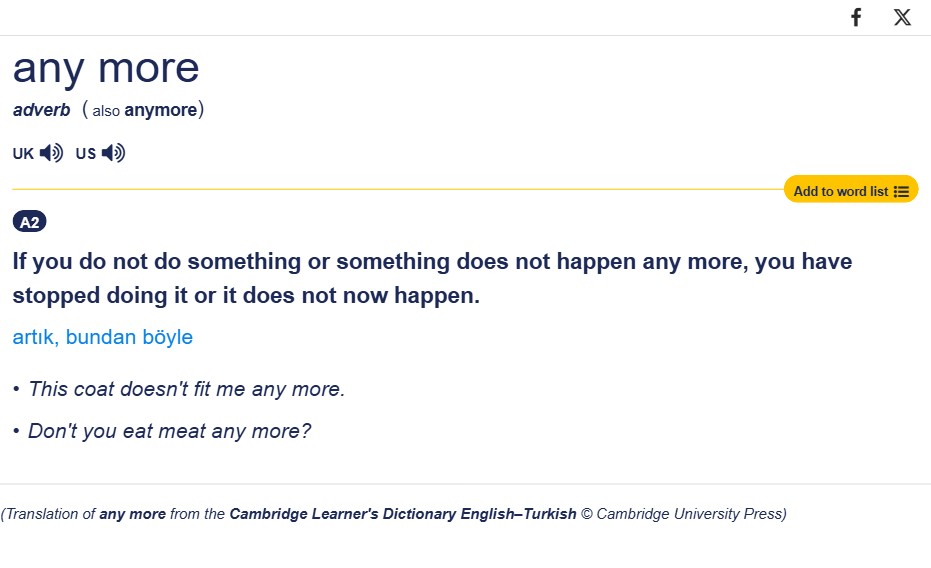 any more
adverb ( also anymore)
UK US
Add to word list
A2
If you do not do something or something does not happen any more, you have
stopped doing it or it does not now happen.
artık, bundan böyle
• This coat doesn't fit me any more.
• Don't you eat meat any more?
(Translation of any more from the Cambridge Learner's Dictionary English–Turkish © Cambridge University Press)